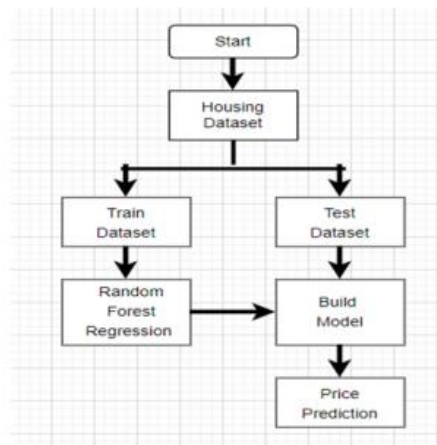 Start
Housing
Dataset
Train
Dataset
Test
Dataset
Random
Forest
Regression
Build
Model
Price
Prediction